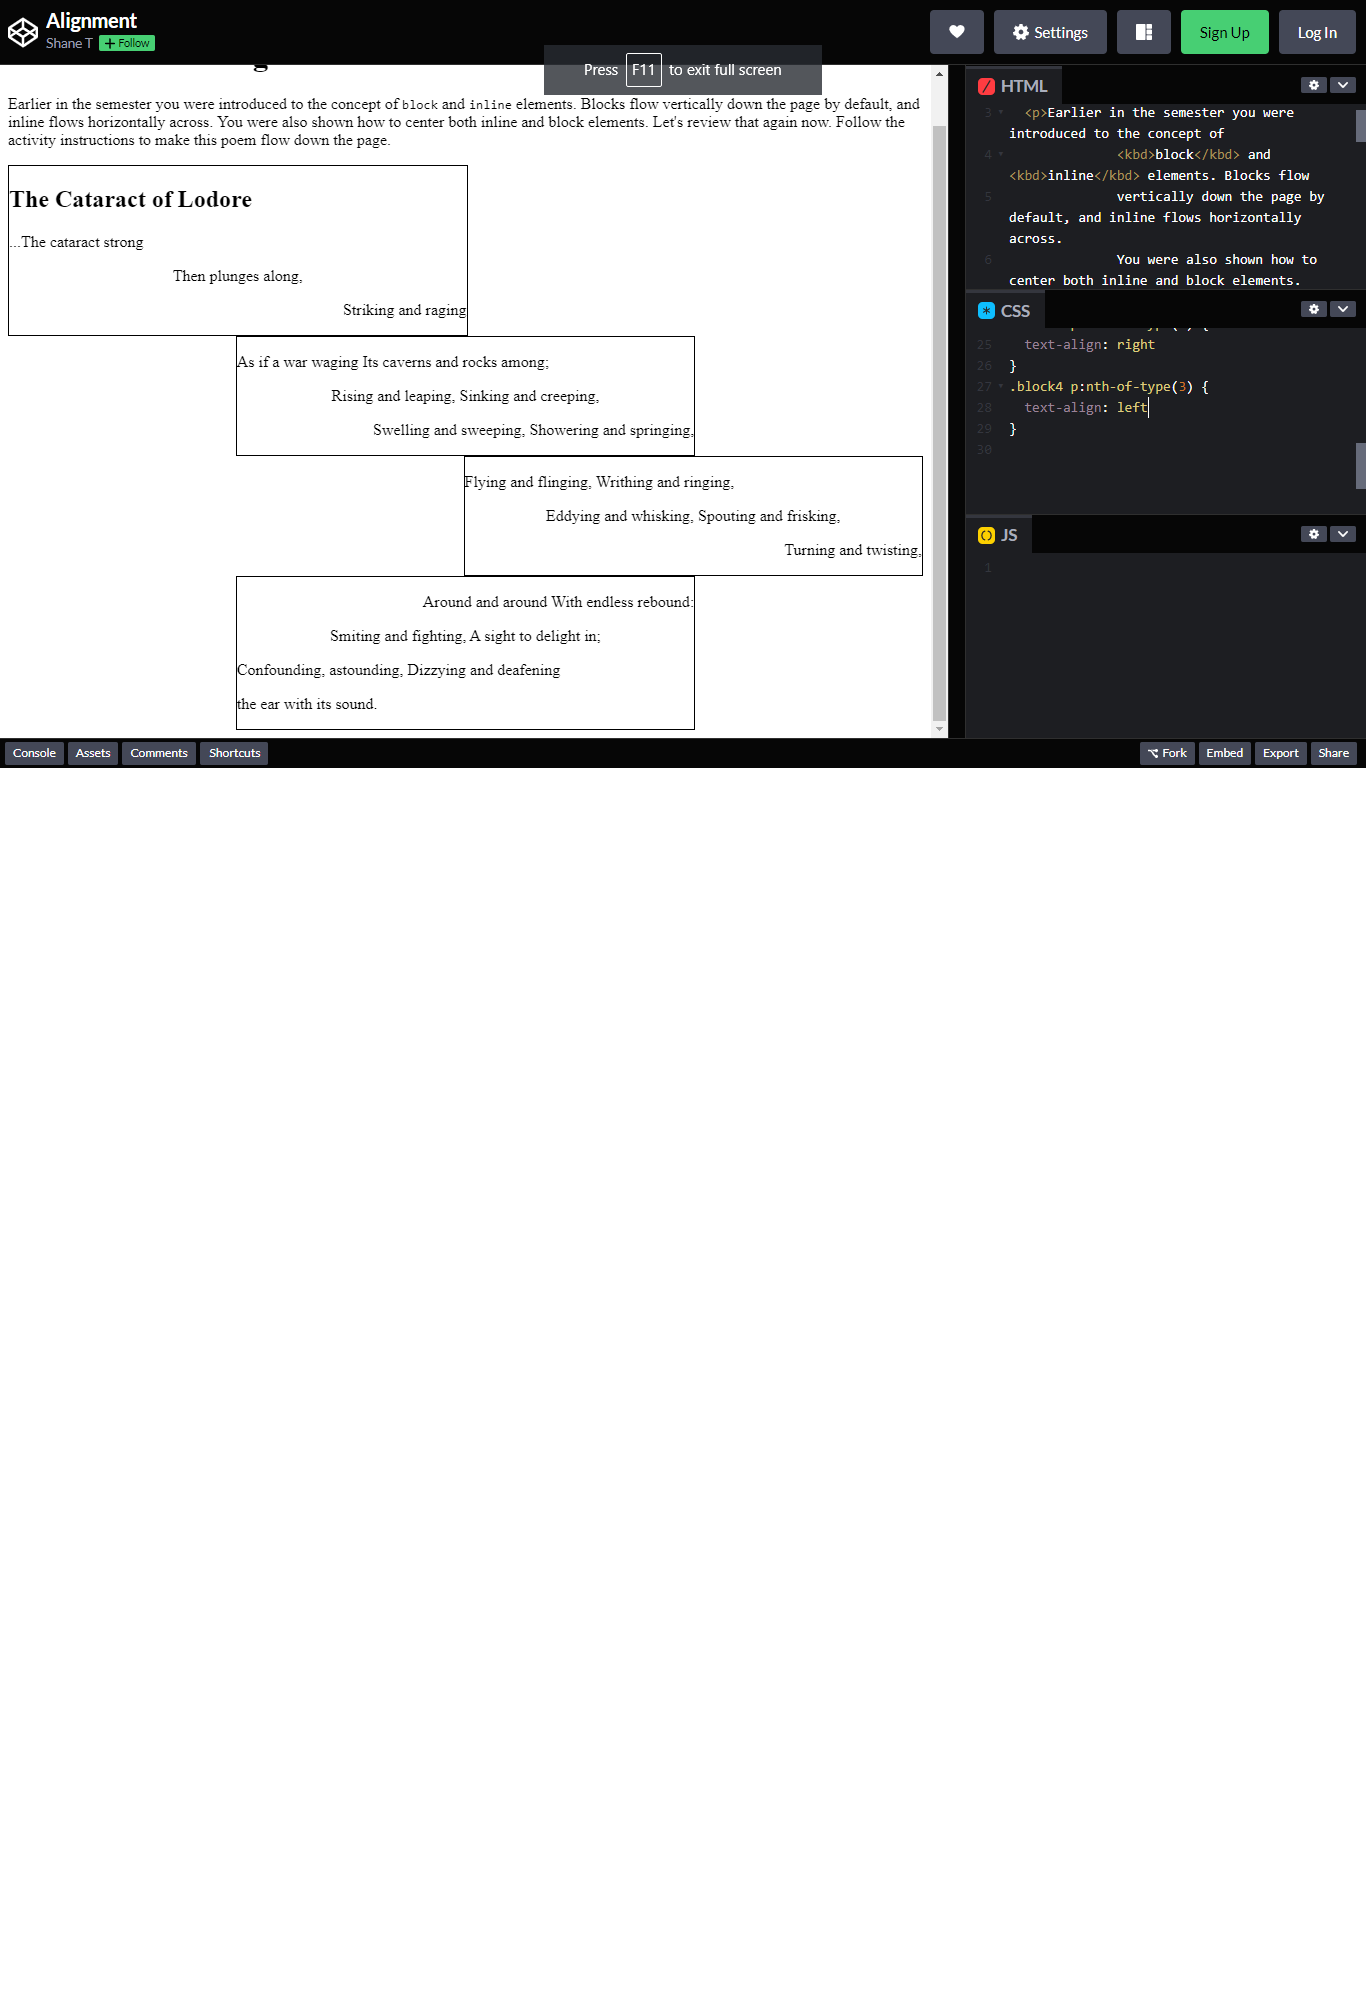 Alignment
Shane T + Follow
Settings
Sign Up
Log In
Press F11 to exit full screen
Earlier in the semester you were introduced to the concept of block and inline elements. Blocks flow vertically down the page by default, and
inline flows horizontally across. You were also shown how to center both inline and block elements. Let's review that again now. Follow the
activity instructions to make this poem flow down the page.
The Cataract of Lodore
...The cataract strong
Then plunges along,
Striking and raging
As if a war waging Its caverns and rocks among;
Rising and leaping, Sinking and creeping,
Swelling and sweeping, Showering and springing,
Flying and flinging, Writhing and ringing,
Eddying and whisking, Spouting and frisking,
Turning and twisting,
Around and around With endless rebound:
Smiting and fighting, A sight to delight in;
Confounding, astounding, Dizzying and deafening
the ear with its sound.
HTML
3 <p>Earlier in the semester you were
introduced to the concept of
4 <kbd>block</kbd> and
<kbd>inline</kbd> elements. Blocks flow
5 vertically down the page by
default, and inline flows horizontally
across.
6 You were also shown how to
center both inline and block elements.
CSS
25 text-align: right
26 }
27 .block4 p:nth-of-type(3) {
28 text-align: left
29 }
30
JS
1
Console
Assets
Comments
Shortcuts
Fork
Embed
Export
Share